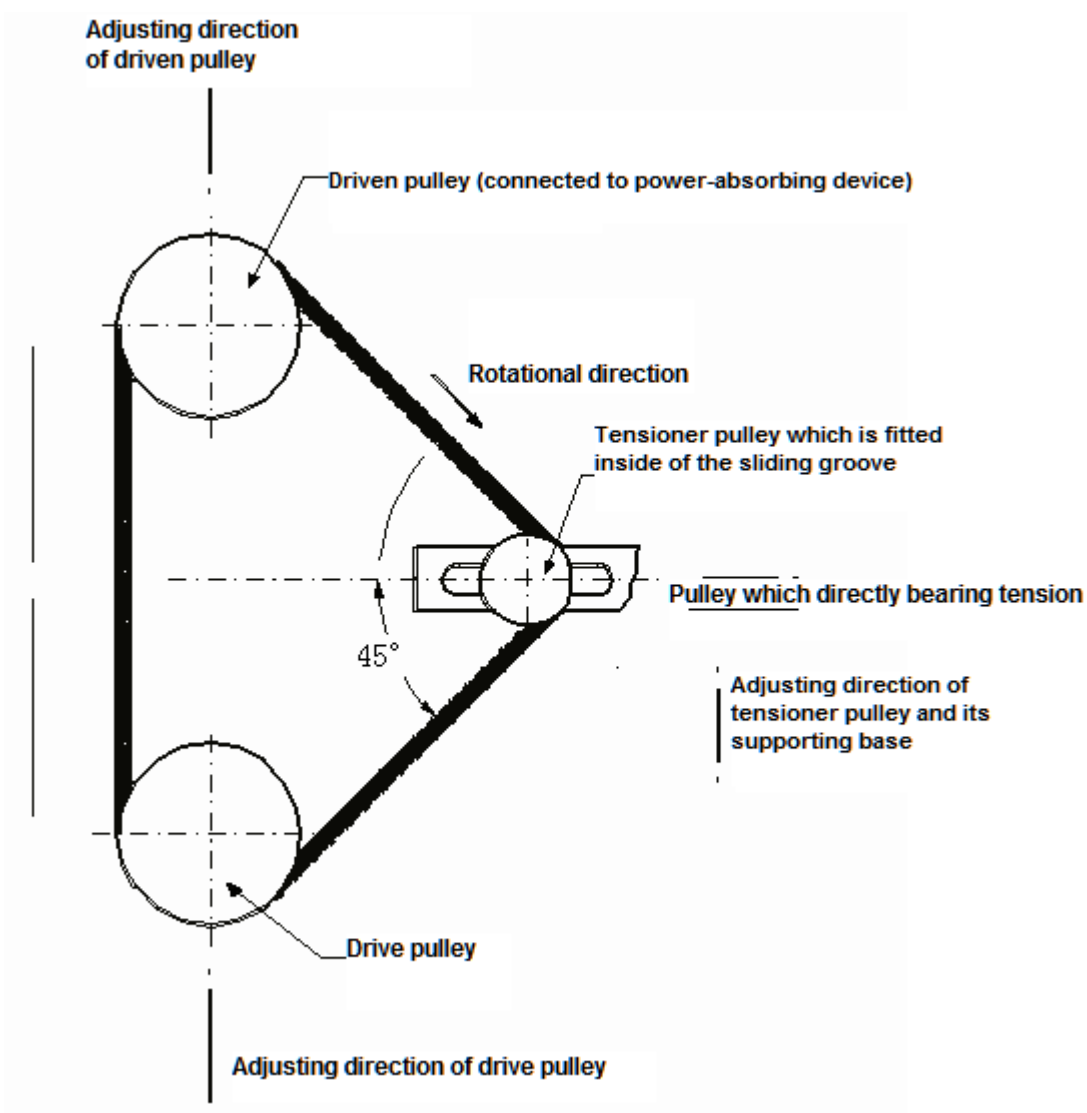 Adjusting direction
of driven pulley
Driven pulley (connected to power-absorbing device)
Rotational direction
Tensioner pulley which is fitted
inside of the sliding groove
Pulley which directly bearing tension
45°
Adjusting direction of
tensioner pulley and its
supporting base
Drive pulley
Adjusting direction of drive pulley